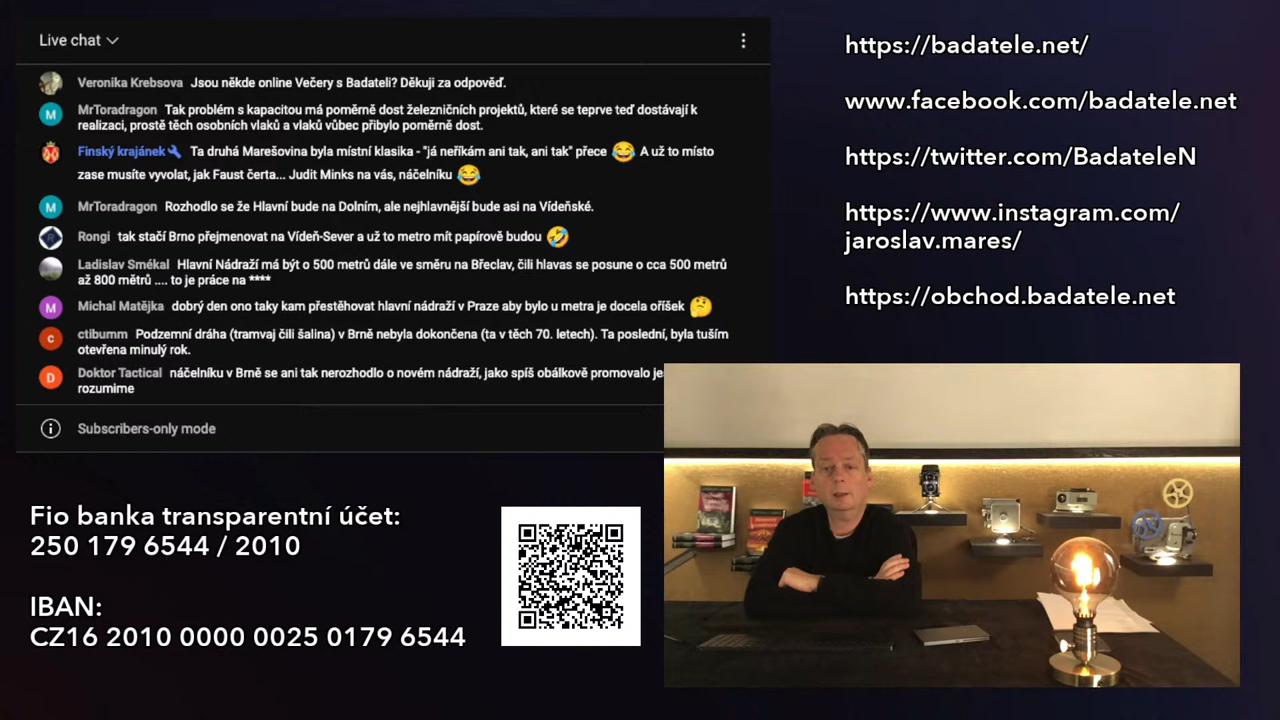 Live chat
Veronika Krebsova Jsou někde online Večery s Badateli? Děkuji za odpověď.
MrToradragon Tak problém s kapacitou má poměrně dost železničních projektů, které se teprve teď dostávají k
realizaci, prostě těch osobních vlaků a vlaků vůbec přibylo poměrně dost.
Finský krajánek Ta druhá Marešovina byla místní klasika - "já neříkám ani tak, ani tak" přece 😂 A už to místo
zase musíte vyvolat, jak Faust čerta... Judit Minks na vás, náčelníku 😂
MrToradragon Rozhodlo se že Hlavní bude na Dolním, ale nejhlavnější bude asi na Vídeňské.
Rongi tak stačí Brno přejmenovat na Vídeň-Sever a už to metro mít papírově budou 🤣
Ladislav Smékal Hlavní Nádraží má být o 500 metrů dále ve směru na Břeclav, čili hlavas se posune o cca 500 metrů
až 800 mětrů .... to je práce na ****
Michal Matějka dobrý den ono taky kam přestěhovat hlavní nádraží v Praze aby bylo u metra je docela oříšek 🤔
ctibumm Podzemní dráha (tramvaj čili šalina) v Brně nebyla dokončena (ta v těch 70. letech). Ta poslední, byla tuším
otevřena minulý rok.
Doktor Tactical náčelníku v Brně se ani tak nerozhodlo o novém nádraží, jako spíš obálkově promovalo
rozumime
Subscribers-only mode
https://badatele.net/
www.facebook.com/badatele.net
https://twitter.com/BadateleN
https://www.instagram.com/
jaroslav.mares/
https://obchod.badatele.net
Fio banka transparentní účet:
250 179 6544 / 2010
IBAN:
CZ16 2010 0000 0025 0179 6544